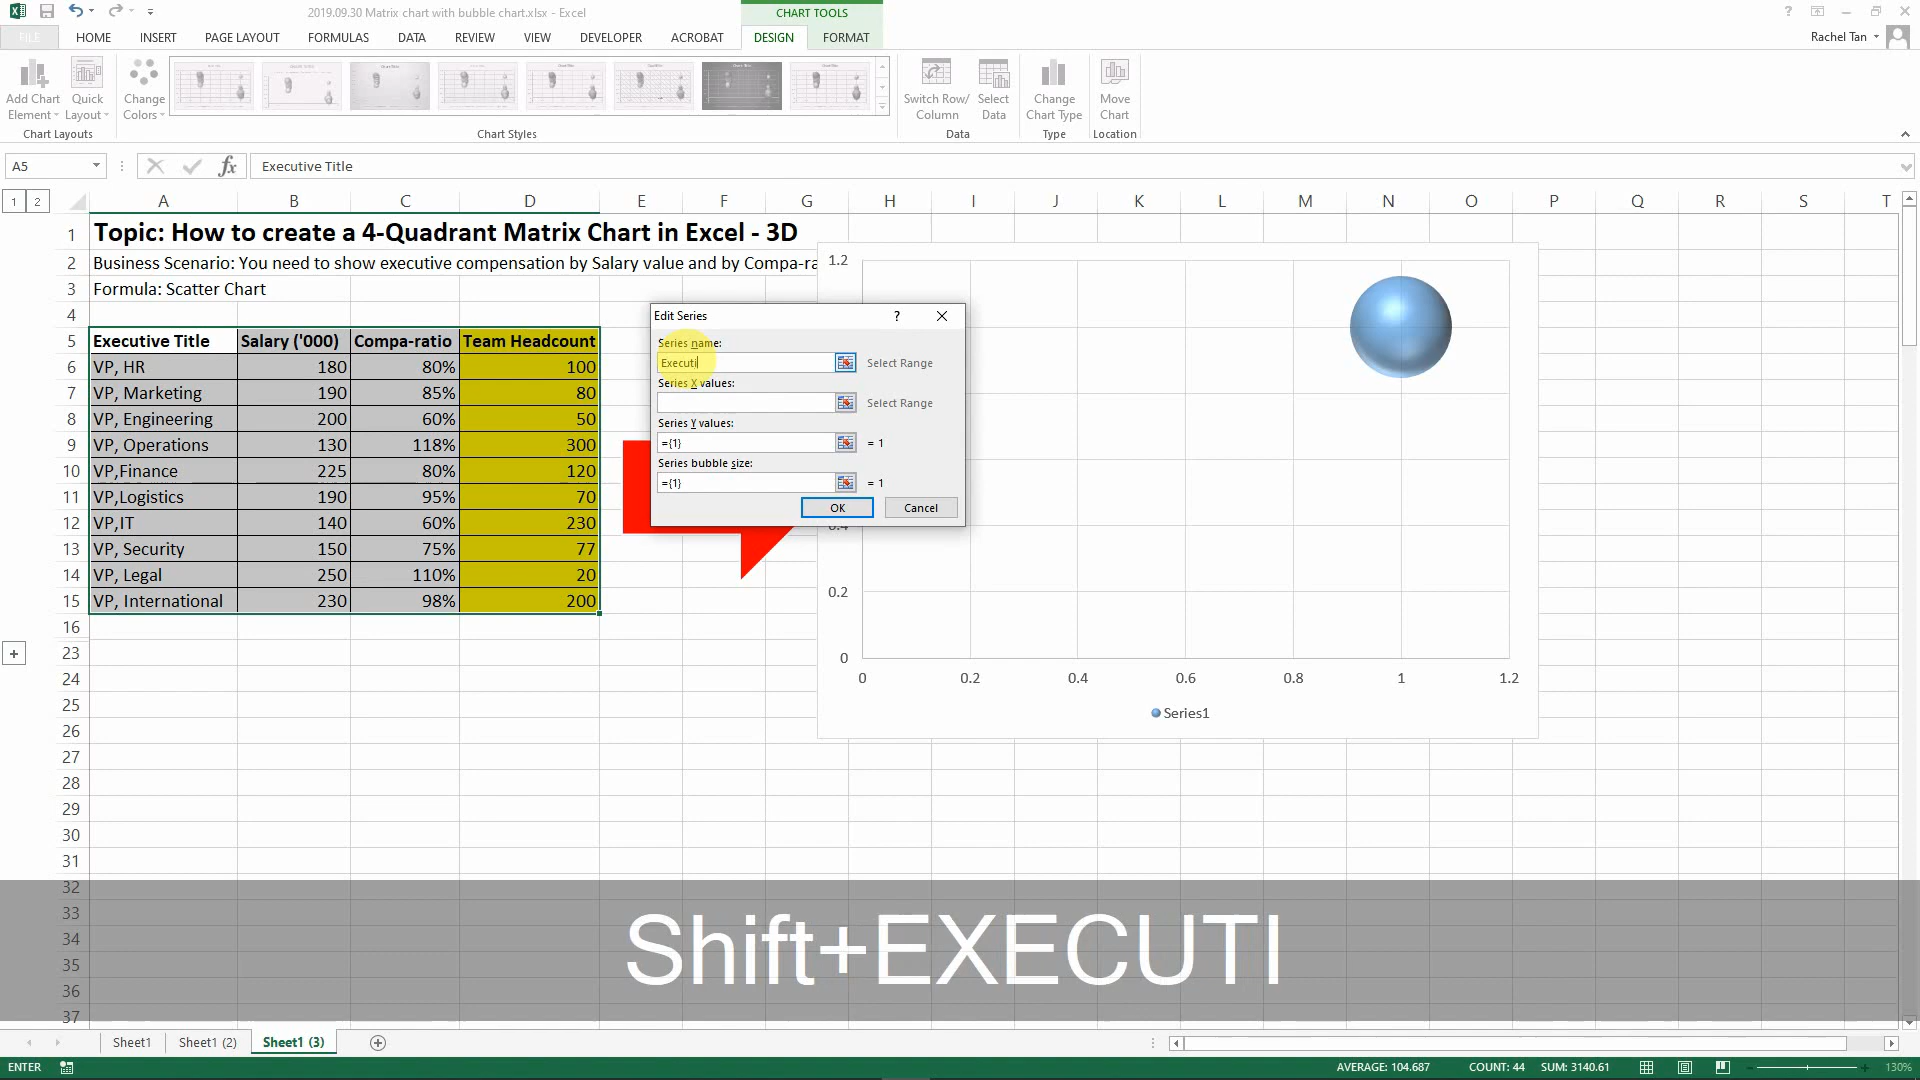 2019.09.30 Matrix chart with bubble chart.xlsx - Excel
CHART TOOLS
FILE HOME INSERT PAGE LAYOUT FORMULAS DATA REVIEW VIEW DEVELOPER ACROBAT DESIGN FORMAT Rachel Tan
Add Chart Element
Quick Layout
Change Colors
Switch Row/ Column
Select Data
Change Chart Type
Move Chart
Chart Layouts Chart Styles Data Type Location
A5 fx Executive Title
1 2
A B C D E F G H I J K L M N O P Q R S T
1 Topic: How to create a 4-Quadrant Matrix Chart in Excel - 3D
2 Business Scenario: You need to show executive compensation by Salary value and by Compa-ra
3 Formula: Scatter Chart
4
5 Executive Title Salary ('000) Compa-ratio Team Headcount
6 VP, HR 180 80% 100
7 VP, Marketing 190 85% 80
8 VP, Engineering 200 60% 50
9 VP, Operations 130 118% 300
10 VP,Finance 225 80% 120
11 VP,Logistics 190 95% 70
12 VP,IT 140 60% 230
13 VP, Security 150 75% 77
14 VP, Legal 250 110% 20
15 VP, International 230 98% 200
16
23
24
25
26
27
28
29
30
31
32
33
34
35
36
37
Edit Series ?
Series name:
Executi Select Range
Series X values:
Select Range
Series Y values:
={1} = 1
Series bubble size:
={1} = 1
OK Cancel
1.2
0.4
0.2
0
0 0.2 0.4 0.6 0.8 1 1.2
Series1
Shift+EXECUTI
Sheet1 Sheet1 (2) Sheet1 (3)
ENTER AVERAGE: 104.687 COUNT: 44 SUM: 3140.61 130%